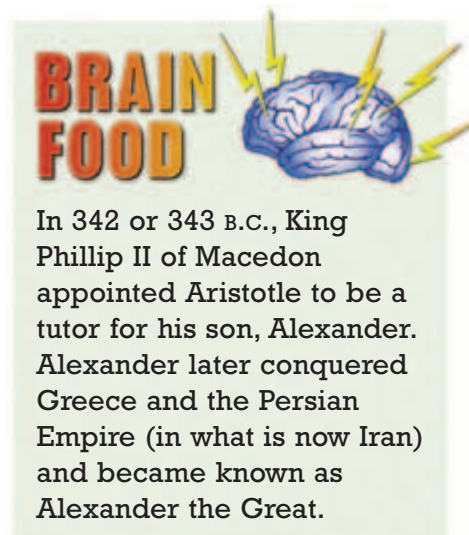 BRAIN
FOOD
In 342 or 343 B.C., King
Phillip II of Macedon
appointed Aristotle to be a
tutor for his son, Alexander.
Alexander later conquered
Greece and the Persian
Empire (in what is now Iran)
and became known as
Alexander the Great.